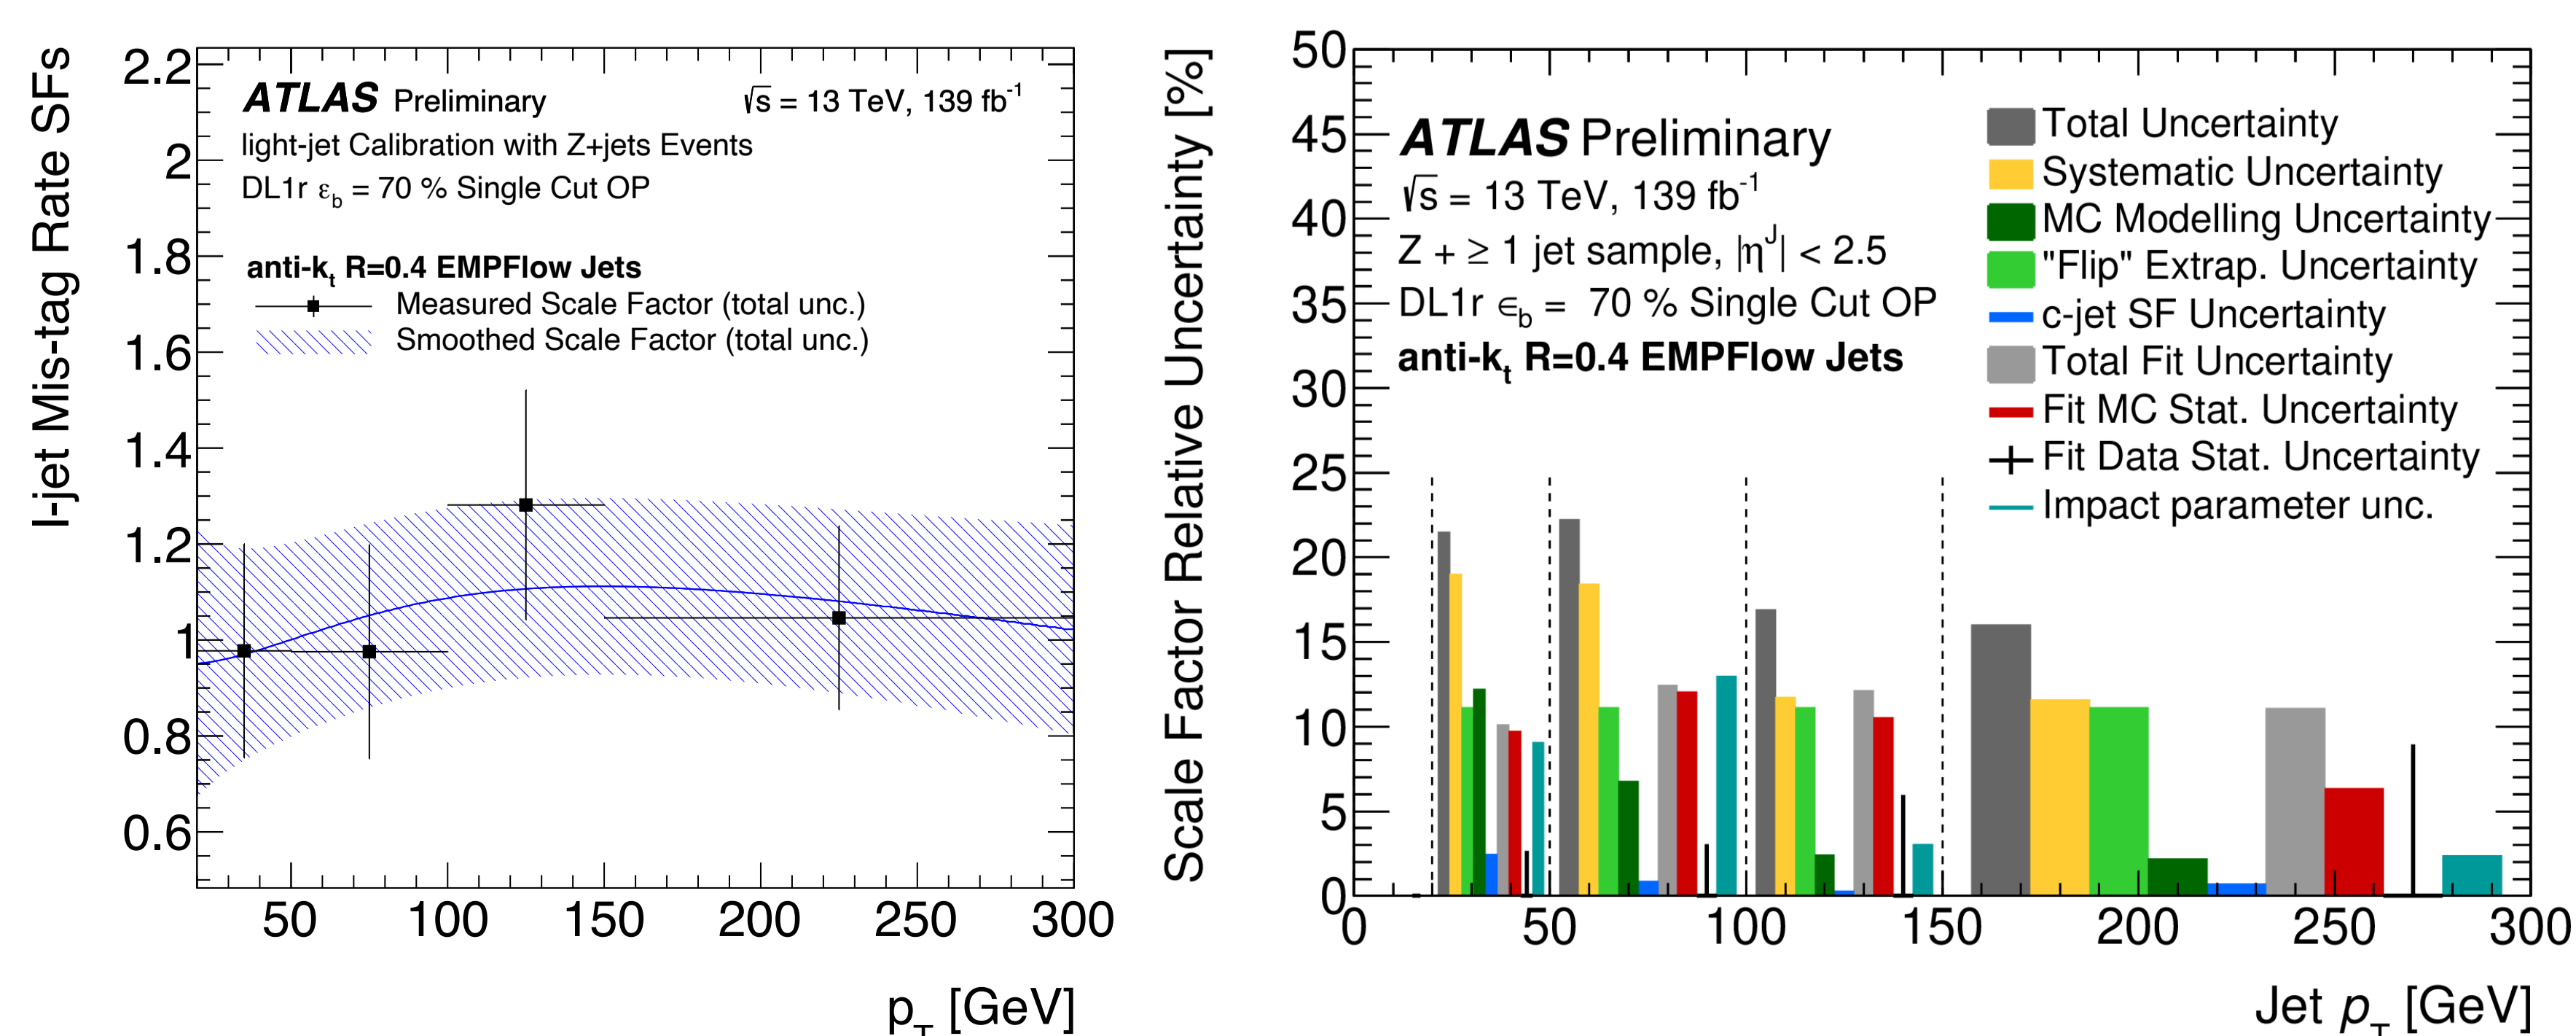 l-jet Mis-tag Rate SFs
2.2
2
1.8
1.6
1.4
1.2
1
0.8
0.6
ATLAS Preliminary
√s = 13 TeV, 139 fb⁻¹
light-jet Calibration with Z+jets Events
DL1r ε_b = 70 % Single Cut OP
anti-k_t R=0.4 EMPFlow Jets
Measured Scale Factor (total unc.)
Smoothed Scale Factor (total unc.)
50 100 150 200 250 300
p_T [GeV]
Scale Factor Relative Uncertainty [%]
50
45
40
35
30
25
20
15
10
5
0
ATLAS Preliminary
√s = 13 TeV, 139 fb⁻¹
Z + ≥ 1 jet sample, |η^J| < 2.5
DL1r ϵ_b = 70 % Single Cut OP
anti-k_t R=0.4 EMPFlow Jets
Total Uncertainty
Systematic Uncertainty
MC Modelling Uncertainty
"Flip" Extrap. Uncertainty
c-jet SF Uncertainty
Total Fit Uncertainty
Fit MC Stat. Uncertainty
Fit Data Stat. Uncertainty
Impact parameter unc.
0 50 100 150 200 250 300
Jet p_T [GeV]